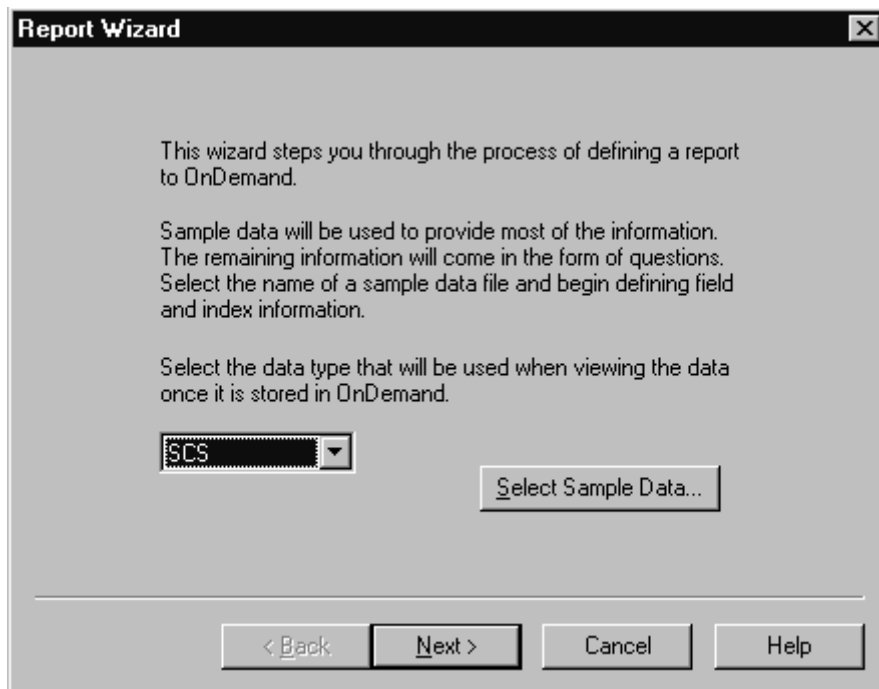 Report Wizard
This wizard steps you through the process of defining a report
to OnDemand.
Sample data will be used to provide most of the information.
The remaining information will come in the form of questions.
Select the name of a sample data file and begin defining field
and index information.
Select the data type that will be used when viewing the data
once it is stored in OnDemand.
SCS
Select Sample Data...
< Back
Next >
Cancel
Help